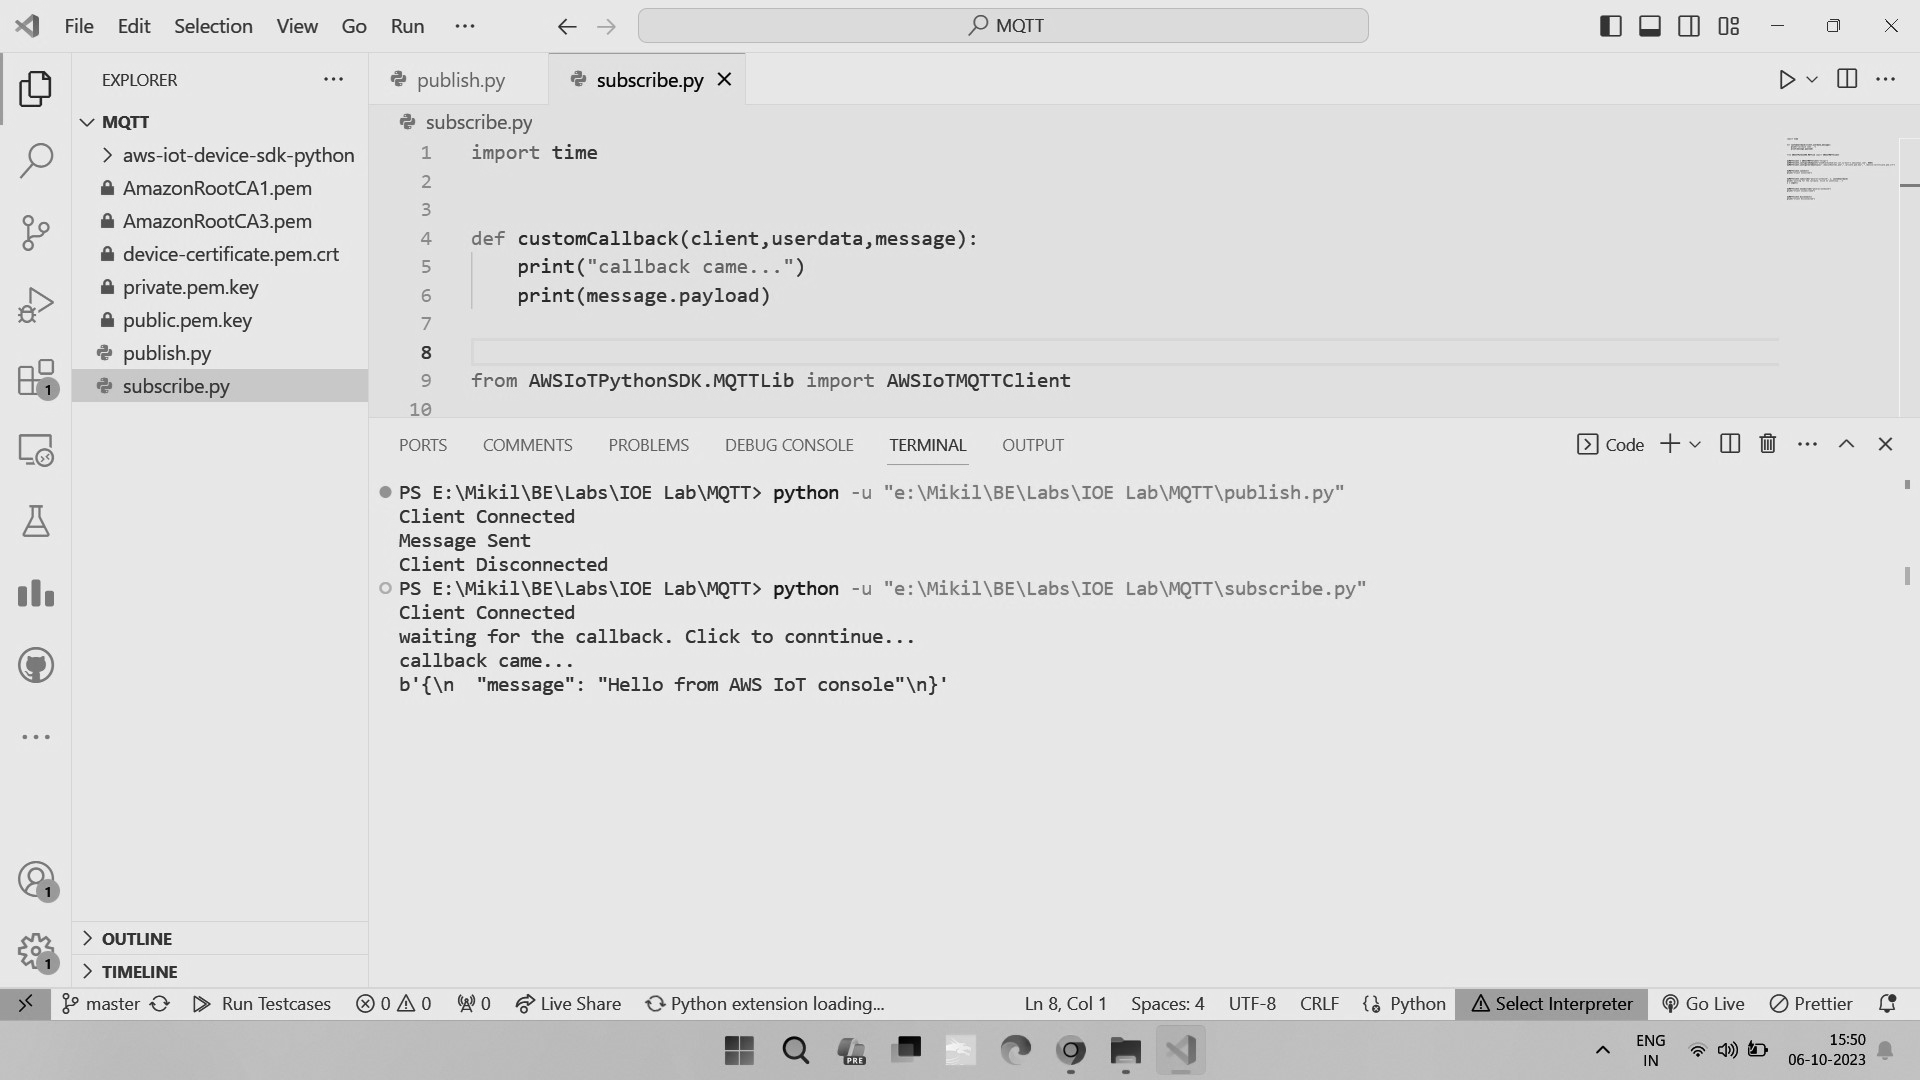 File Edit Selection View Go Run ··· MQTT
EXPLORER ···
MQTT
aws-iot-device-sdk-python
AmazonRootCA1.pem
AmazonRootCA3.pem
device-certificate.pem.crt
private.pem.key
public.pem.key
publish.py
subscribe.py
OUTLINE
TIMELINE
1
1
1
publish.py subscribe.py
subscribe.py
1 import time
2
3
4 def customCallback(client,userdata,message):
5 print("callback came...")
6 print(message.payload)
7
8
9 from AWSIoTPythonSDK.MQTTLib import AWSIoTMQTTClient
10
PORTS COMMENTS PROBLEMS DEBUG CONSOLE TERMINAL OUTPUT Code
PS E:\Mikil\BE\Labs\IOE Lab\MQTT> python -u "e:\Mikil\BE\Labs\IOE Lab\MQTT\publish.py"
Client Connected
Message Sent
Client Disconnected
PS E:\Mikil\BE\Labs\IOE Lab\MQTT> python -u "e:\Mikil\BE\Labs\IOE Lab\MQTT\subscribe.py"
Client Connected
waiting for the callback. Click to conntinue...
callback came...
b'{\n  "message": "Hello from AWS IoT console"\n}'
master Run Testcases 0 0 0 Live Share Python extension loading... Ln 8, Col 1 Spaces: 4 UTF-8 CRLF Python Select Interpreter Go Live Prettier
PRE
ENG
IN
15:50
06-10-2023